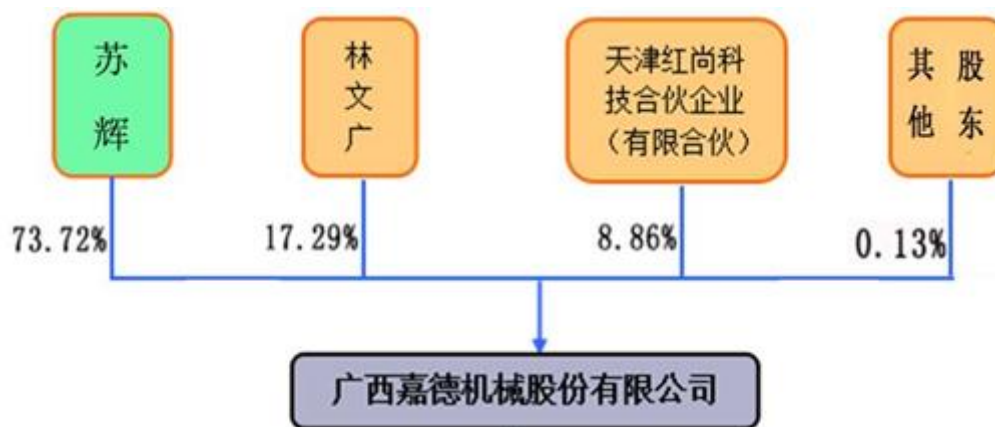 苏
辉
林
文
广
天津红尚科
技合伙企业
（有限合伙）
其 股
他 东
73.72%
17.29%
8.86%
0.13%
广西嘉德机械股份有限公司